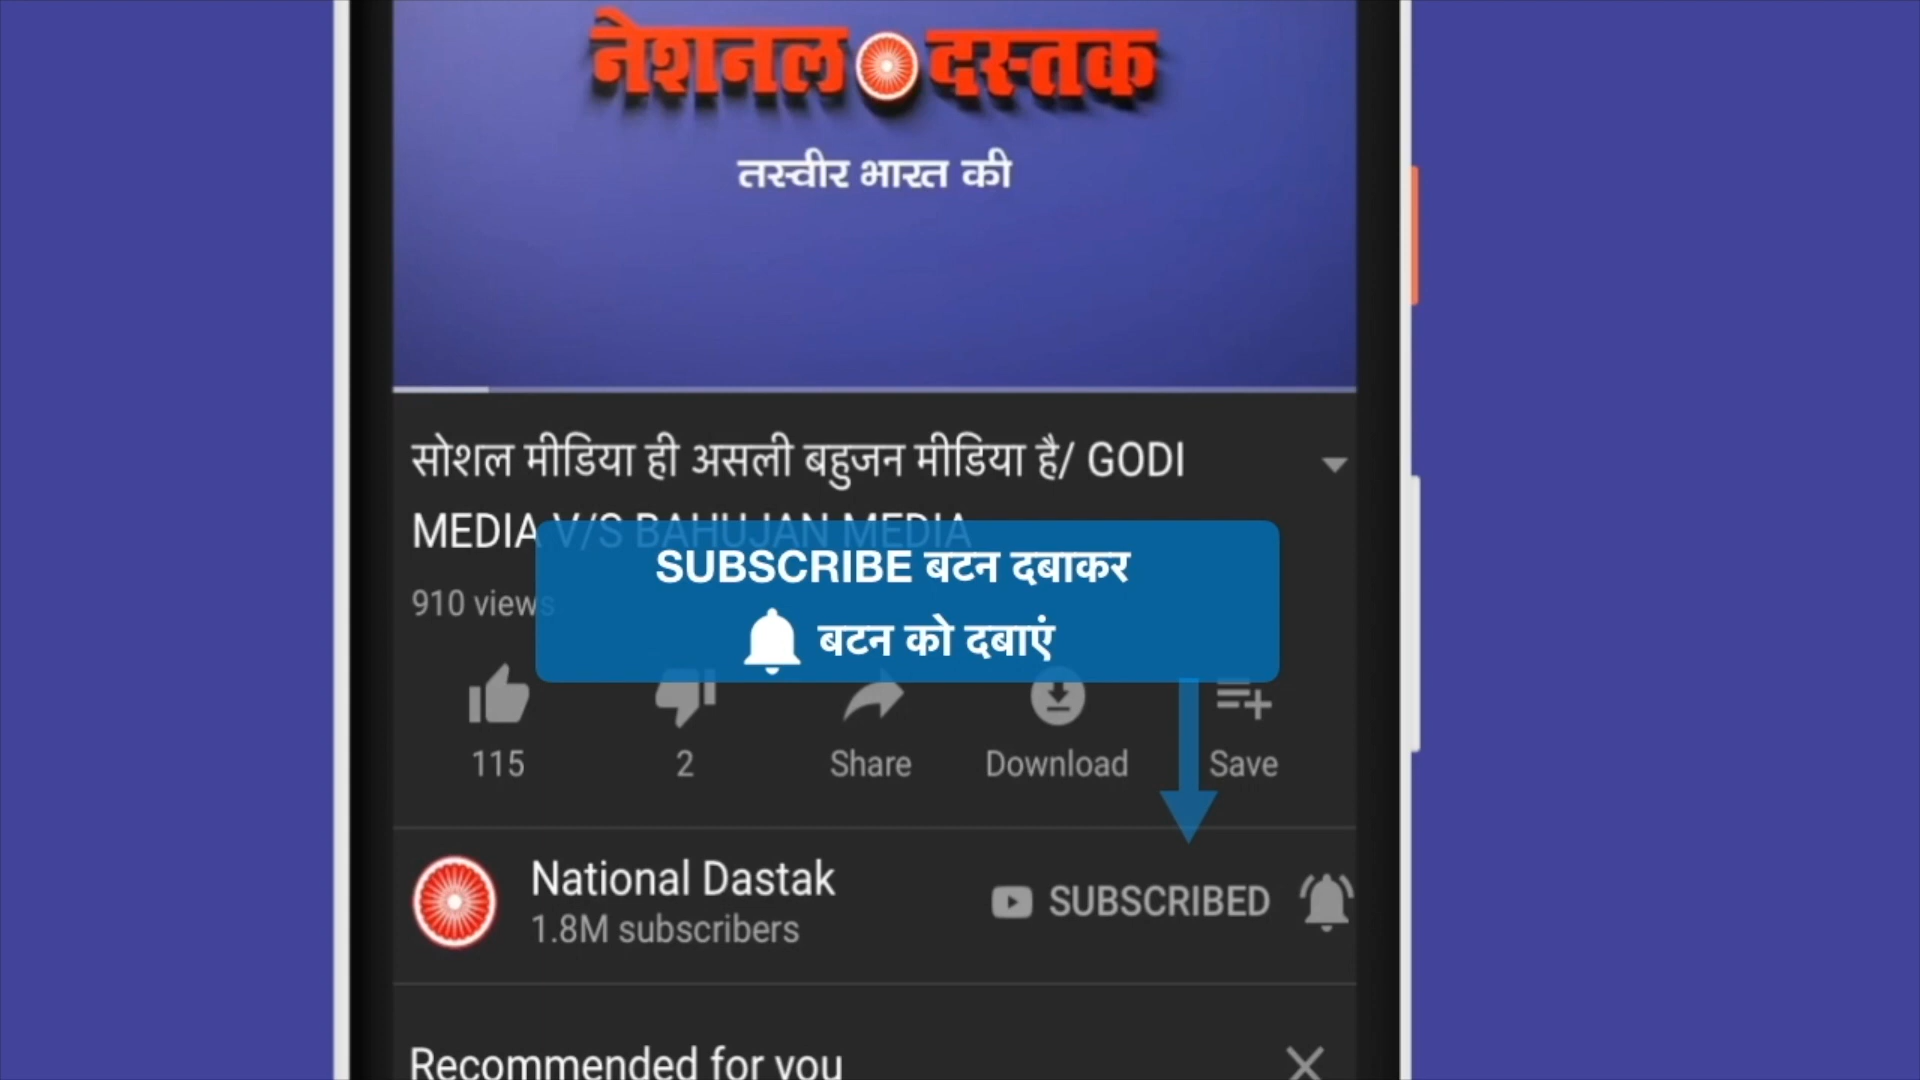 नेशनल दस्तक
तस्वीर भारत की
सोशल मीडिया ही असली बहुजन मीडिया है/ GODI
MEDIA V/S BAHUJAN MEDIA
SUBSCRIBE बटन दबाकर
बटन को दबाएं
910 views
115
2
Share
Download
Save
National Dastak
1.8M subscribers
SUBSCRIBED
Recommended for you